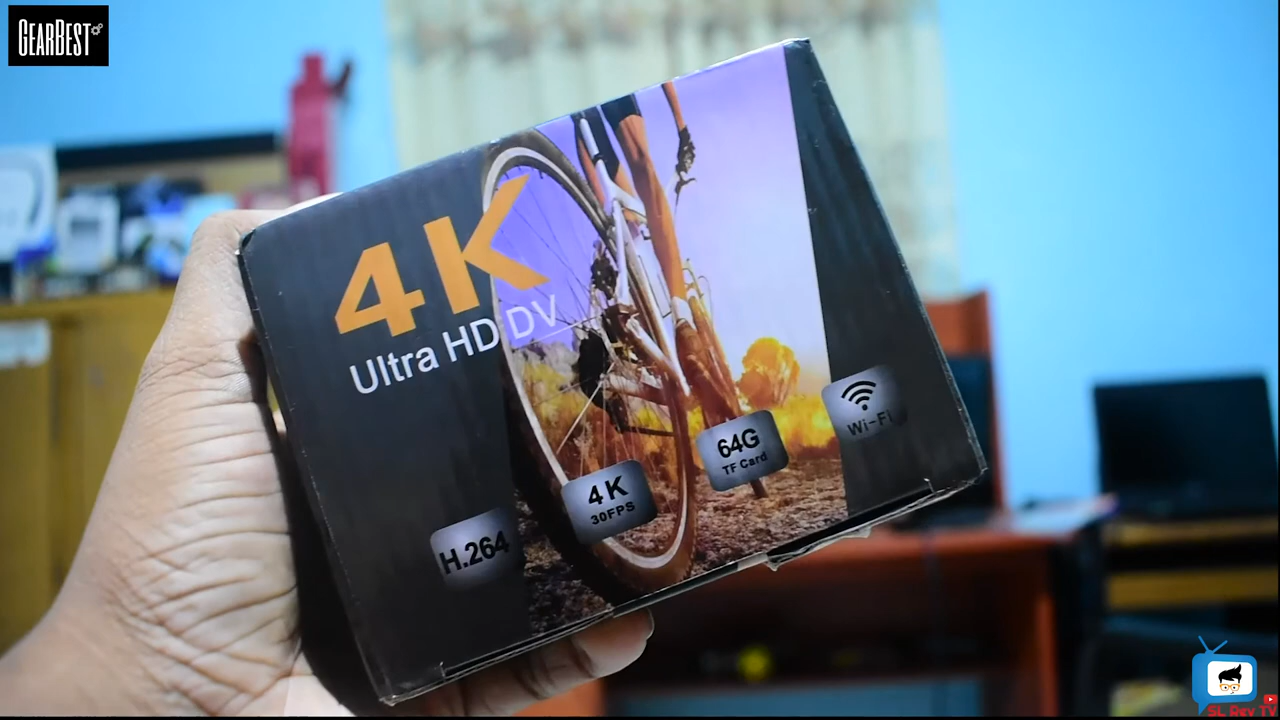 GEARBEST
4K
Ultra HD DV
H.264
4K
30FPS
64G
TF Card
Wi-Fi
SL Rev TV